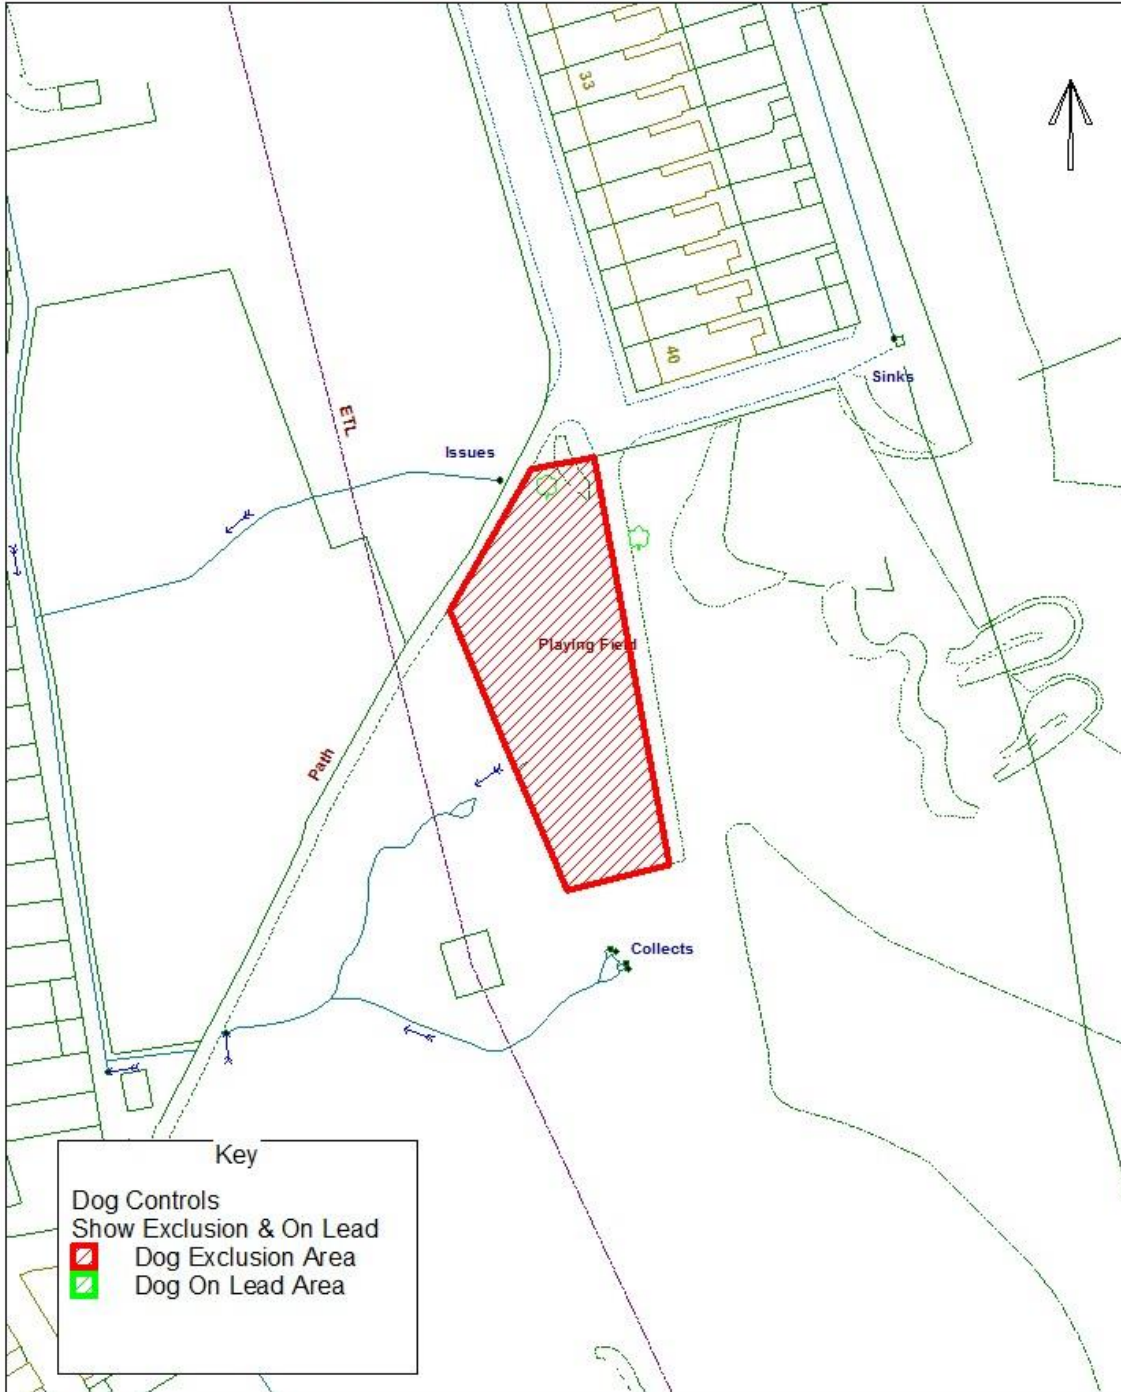 33
40
Sinks
ETL
Issues
Playing Field
Path
Collects
Key
Dog Controls
Show Exclusion & On Lead
Dog Exclusion Area
Dog On Lead Area